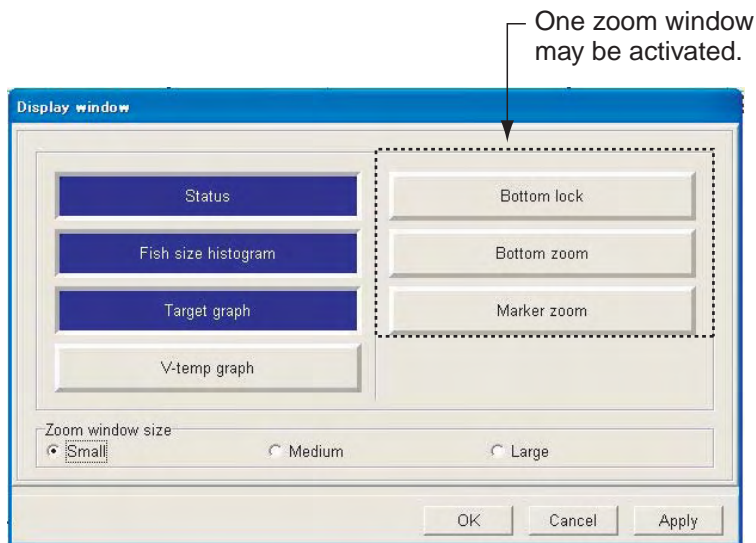 One zoom window
may be activated.
Display window
Status
Bottom lock
Fish size histogram
Bottom zoom
Target graph
Marker zoom
V-temp graph
Zoom window size
Small Medium Large
OK Cancel Apply